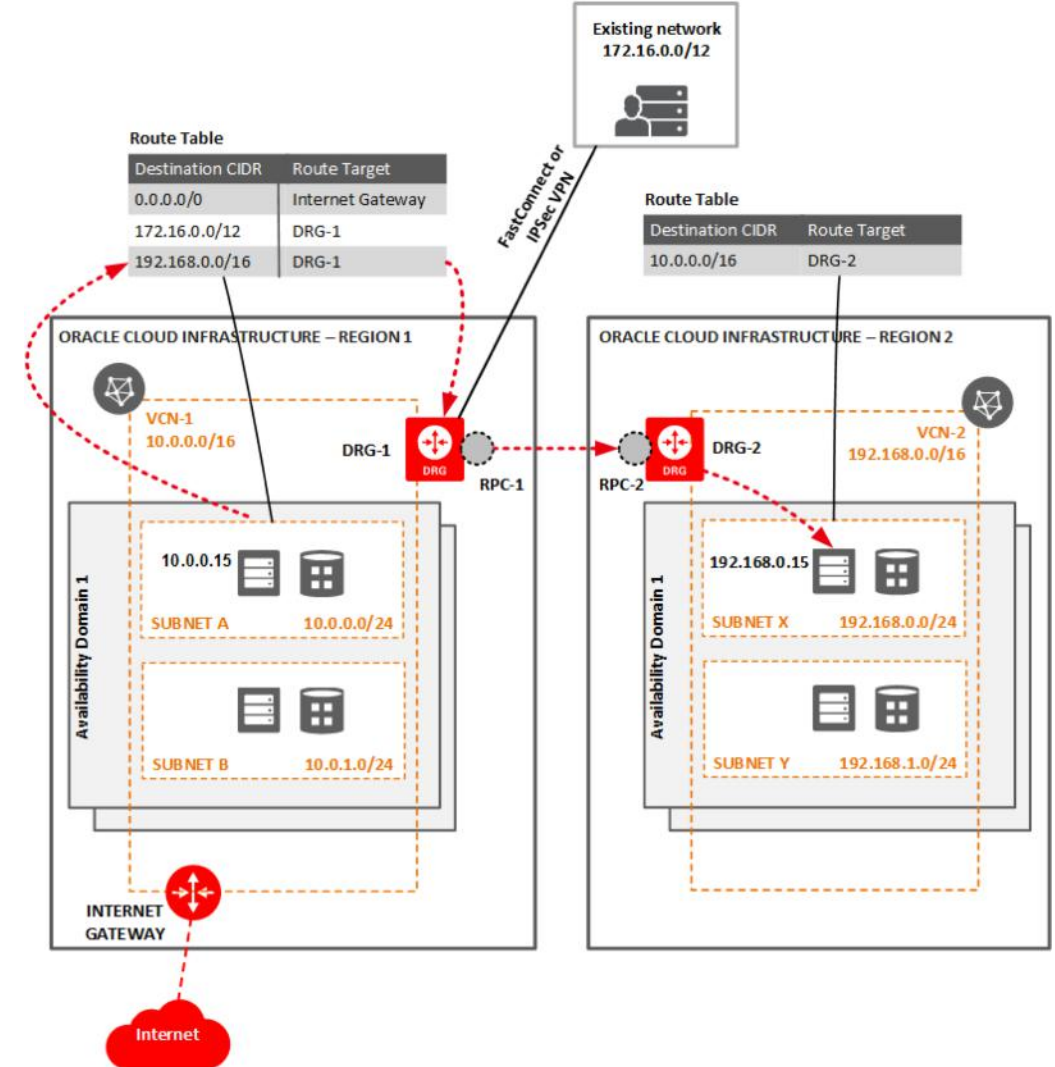 Existing network
172.16.0.0/12
FastConnect or
IPSec VPN
Route Table
Destination CIDR Route Target
0.0.0.0/0 Internet Gateway
172.16.0.0/12 DRG-1
192.168.0.0/16 DRG-1
Route Table
Destination CIDR Route Target
10.0.0.0/16 DRG-2
ORACLE CLOUD INFRASTRUCTURE – REGION 1
VCN-1
10.0.0.0/16
DRG-1
DRG
RPC-1
Availability Domain 1
10.0.0.15
SUBNET A 10.0.0.0/24
SUBNET B 10.0.1.0/24
INTERNET
GATEWAY
Internet
ORACLE CLOUD INFRASTRUCTURE – REGION 2
VCN-2
192.168.0.0/16
DRG-2
DRG
RPC-2
Availability Domain 1
192.168.0.15
SUBNET X 192.168.0.0/24
SUBNET Y 192.168.1.0/24